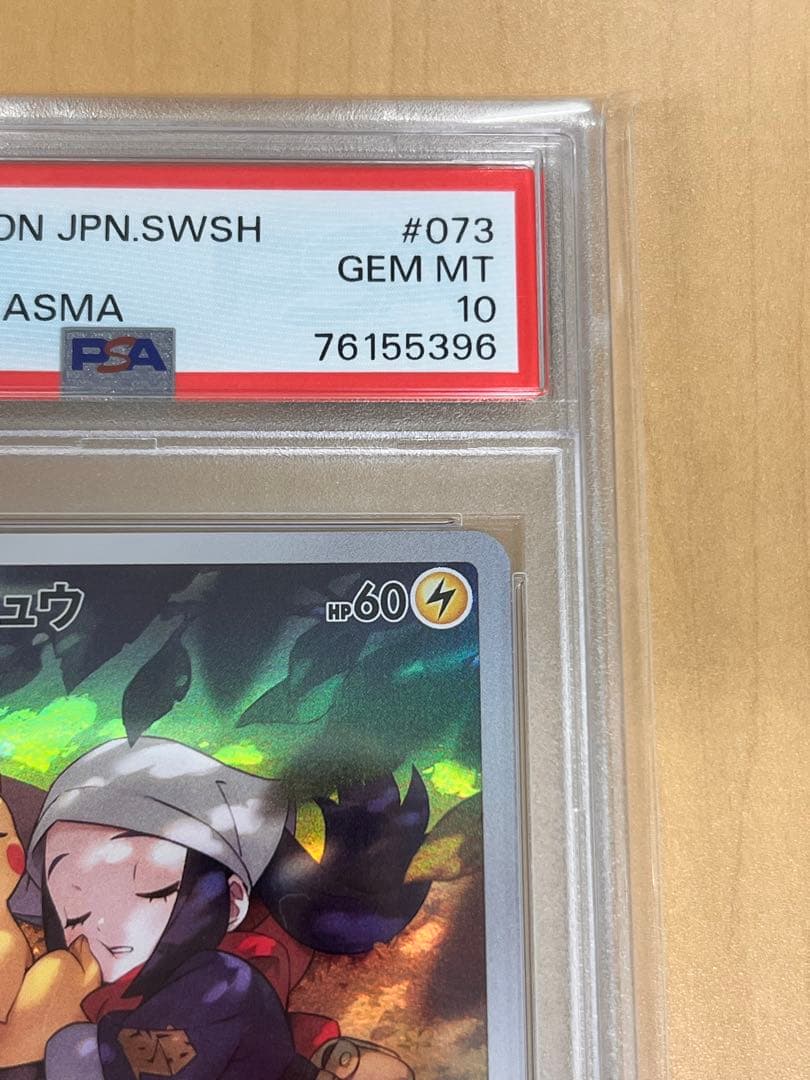 ON JPN.SWSH #073
GEM MT
ASMA 10
PSA 76155396
ュウ HP60